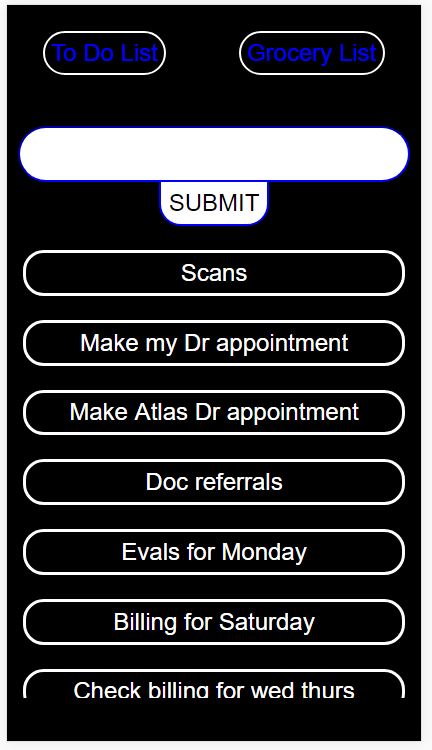 To Do List Grocery List
SUBMIT
Scans
Make my Dr appointment
Make Atlas Dr appointment
Doc referrals
Evals for Monday
Billing for Saturday
Check billing for wed thurs